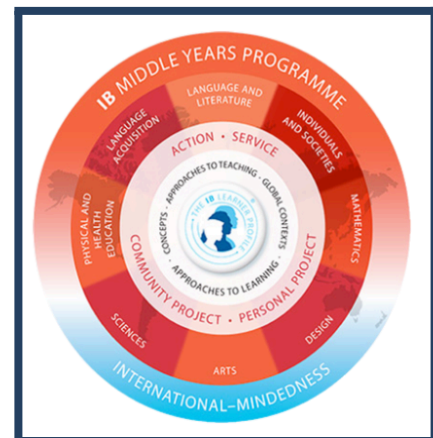 IB MIDDLE YEARS PROGRAMME
LANGUAGE AND
LITERATURE
LANGUAGE
ACQUISITION
INDIVIDUALS
AND SOCIETIES
PHYSICAL AND
HEALTH
EDUCATION
MATHEMATICS
SCIENCES
DESIGN
ARTS
ACTION • SERVICE
COMMUNITY PROJECT • PERSONAL PROJECT
CONCEPTS • APPROACHES TO TEACHING • GLOBAL CONTEXTS •
• APPROACHES TO LEARNING •
THE IB LEARNER PROFILE
INTERNATIONAL–MINDEDNESS